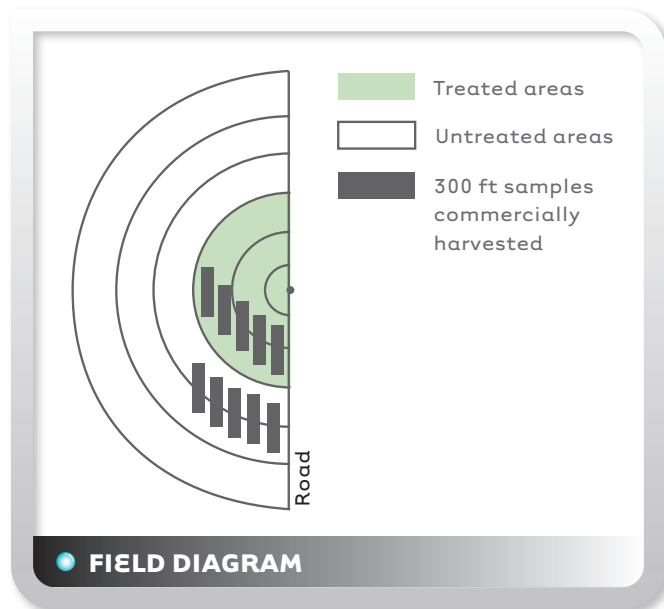 Treated areas
Untreated areas
300 ft samples
commercially
harvested
Road
FIELD DIAGRAM